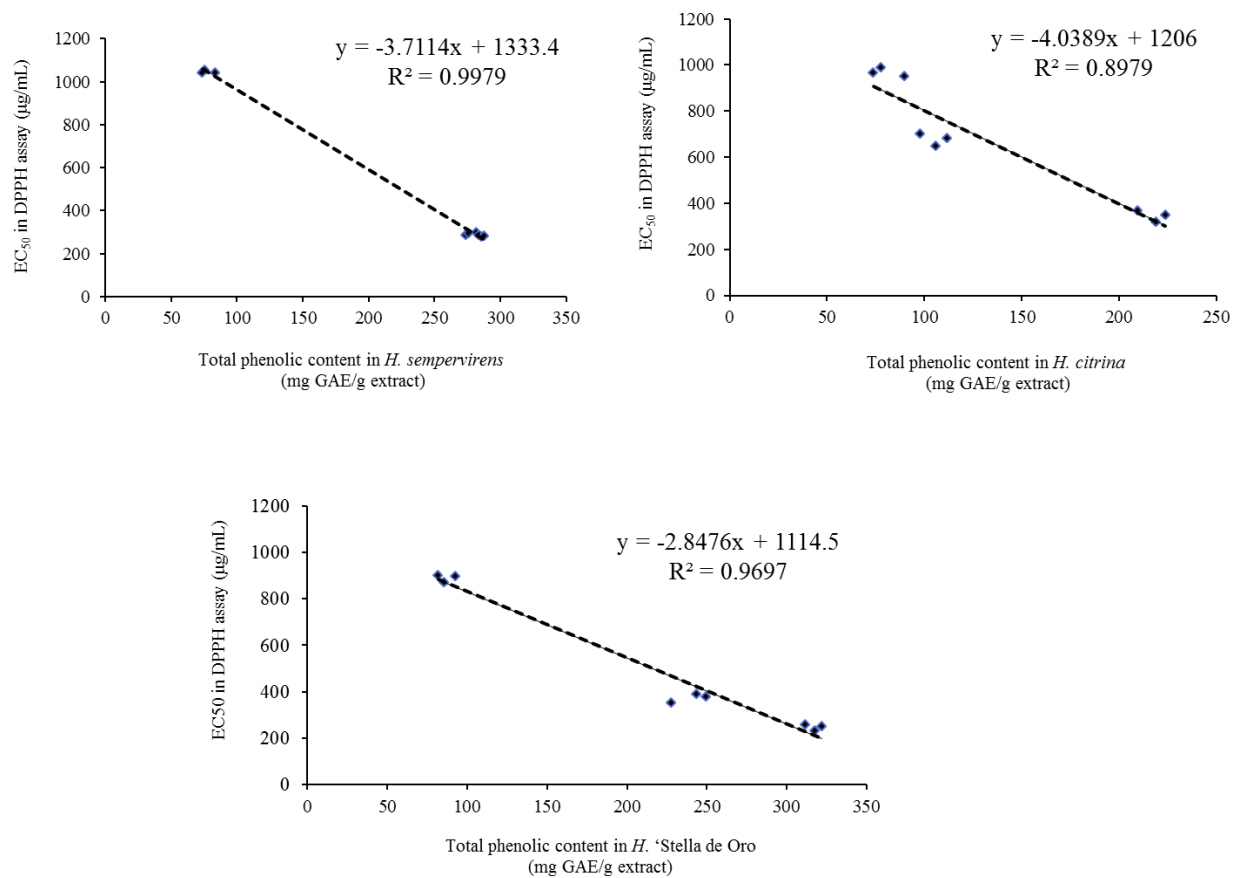 y = -3.7114x + 1333.4
R² = 0.9979
EC₅₀ in DPPH assay (µg/mL)
1200
1000
800
600
400
200
0
0 50 100 150 200 250 300 350
Total phenolic content in H. sempervirens
(mg GAE/g extract)
y = -4.0389x + 1206
R² = 0.8979
EC₅₀ in DPPH assay (µg/mL)
1200
1000
800
600
400
200
0
0 50 100 150 200 250
Total phenolic content in H. citrina
(mg GAE/g extract)
y = -2.8476x + 1114.5
R² = 0.9697
EC50 in DPPH assay (µg/mL)
1200
1000
800
600
400
200
0
0 50 100 150 200 250 300 350
Total phenolic content in H. ‘Stella de Oro
(mg GAE/g extract)